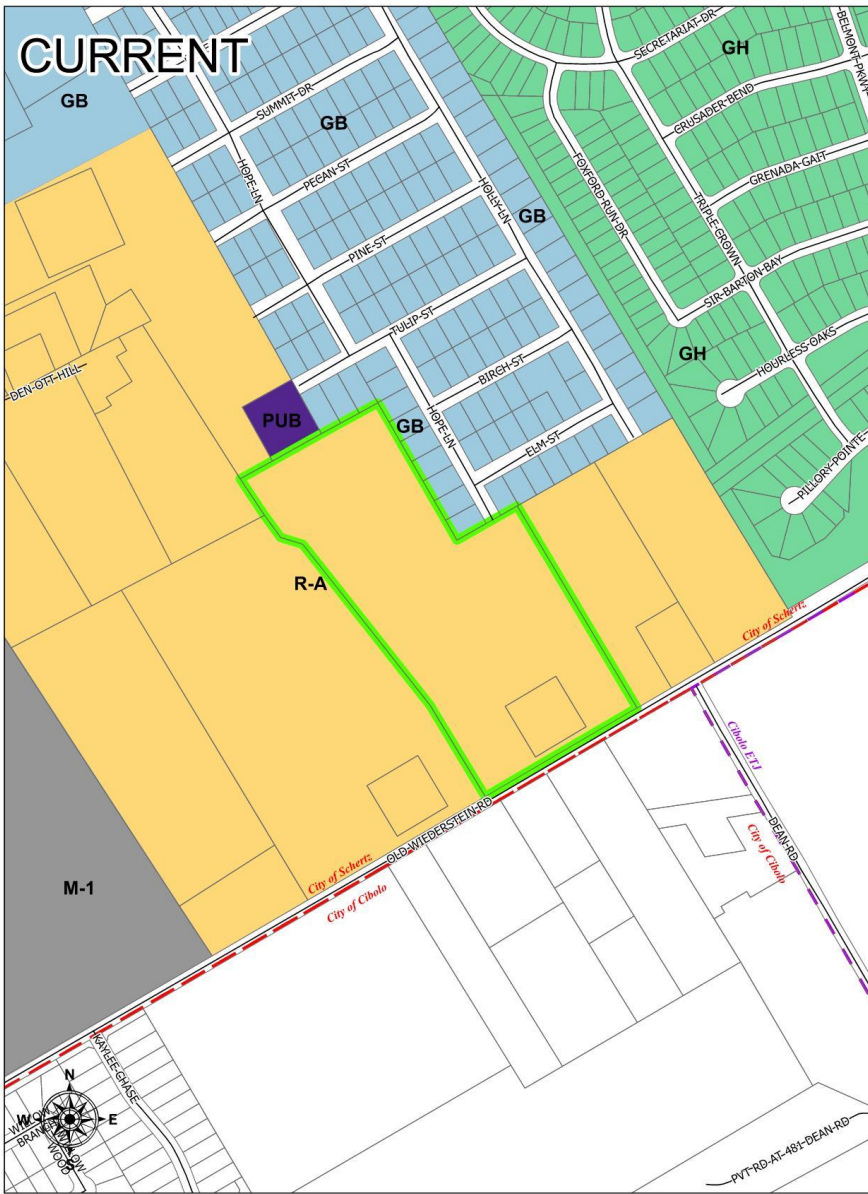 CURRENT
GB
SUMMIT-DR
GB
PECAN-ST
HOPE-LN
PINE-ST
HOLLY-LN
GB
TULIP-ST
BIRCH-ST
HOPE-LN
ELM-ST
GB
PUB
DEN-OTT-HILL
SECRETARIAT-DR
GH
BELMONT-PKWY
CRUSADER-BEND
GRENADA-GAIT
FOXFORD-RUN-DR
TRIPLE-CROWN
SIR-BARTON-BAY
HOURLESS-OAKS
GH
PILLORY-POINTE
R-A
City of Schertz
Cibolo ETJ
DEAN-RD
City of Cibolo
OLD-WIEDERSTEIN-RD
City of Schertz
City of Cibolo
M-1
KAYLEE-CHASE
N
W
E
S
WILLOW
BRANCH
WILLOW
WOOD
PVT-RD-AT-481-DEAN-RD